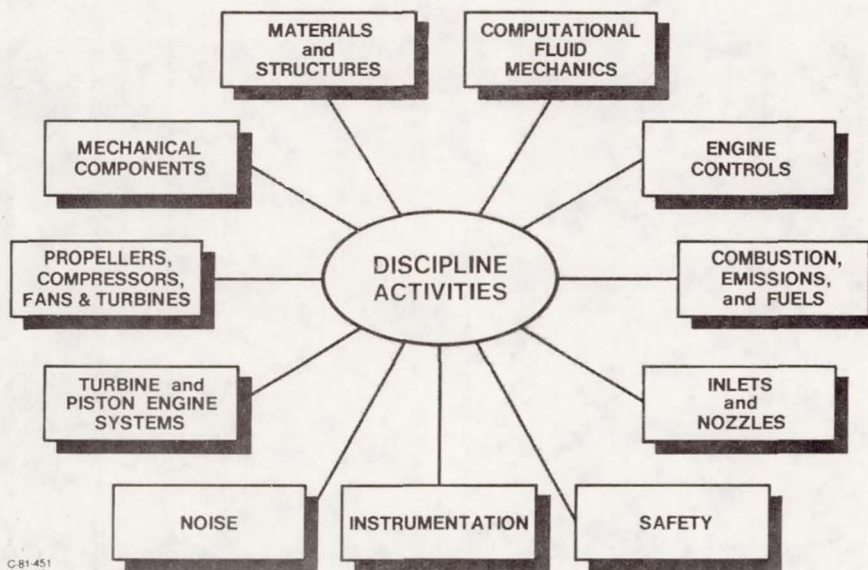 MATERIALS
and
STRUCTURES
COMPUTATIONAL
FLUID
MECHANICS
MECHANICAL
COMPONENTS
ENGINE
CONTROLS
PROPELLERS,
COMPRESSORS,
FANS & TURBINES
DISCIPLINE
ACTIVITIES
COMBUSTION,
EMISSIONS,
and FUELS
TURBINE and
PISTON ENGINE
SYSTEMS
INLETS
and
NOZZLES
NOISE
INSTRUMENTATION
SAFETY
C-81-451